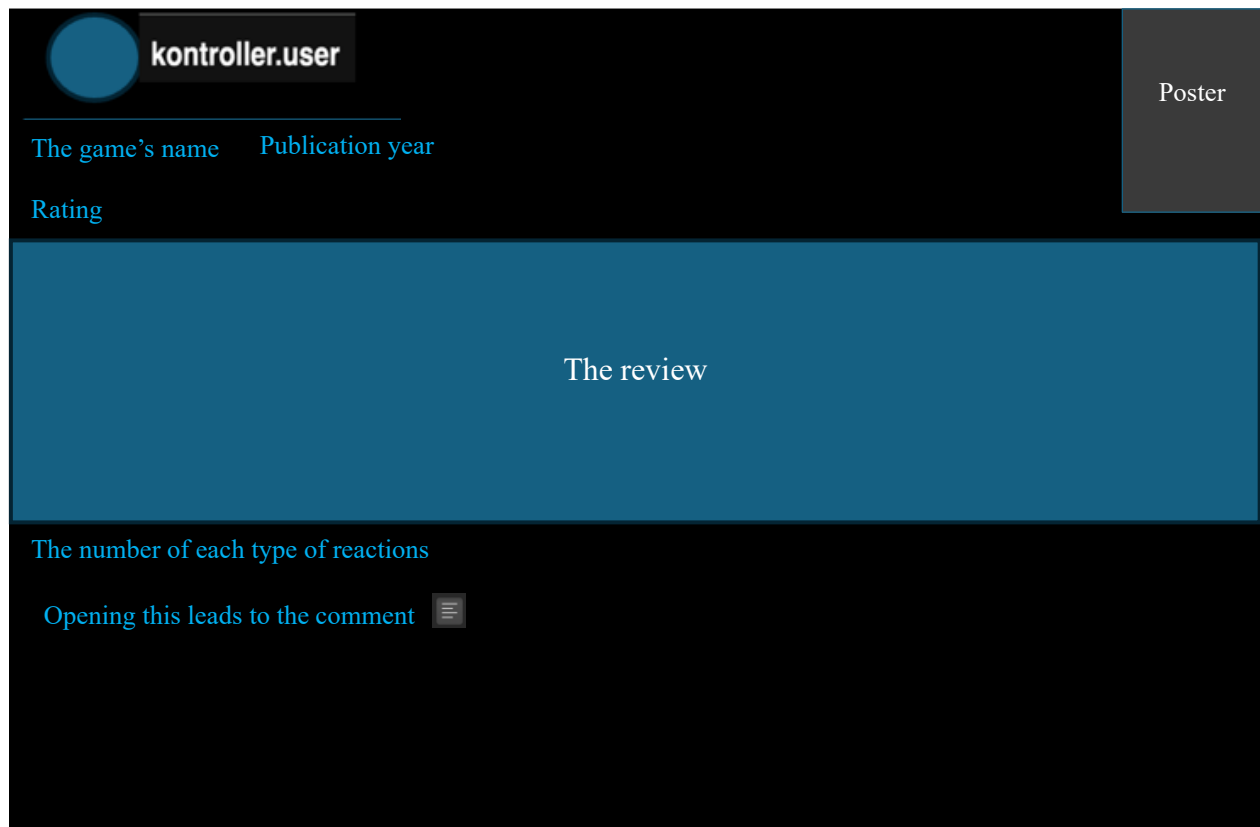 kontroller.user
Poster
The game’s name
Publication year
Rating
The review
The number of each type of reactions
Opening this leads to the comment